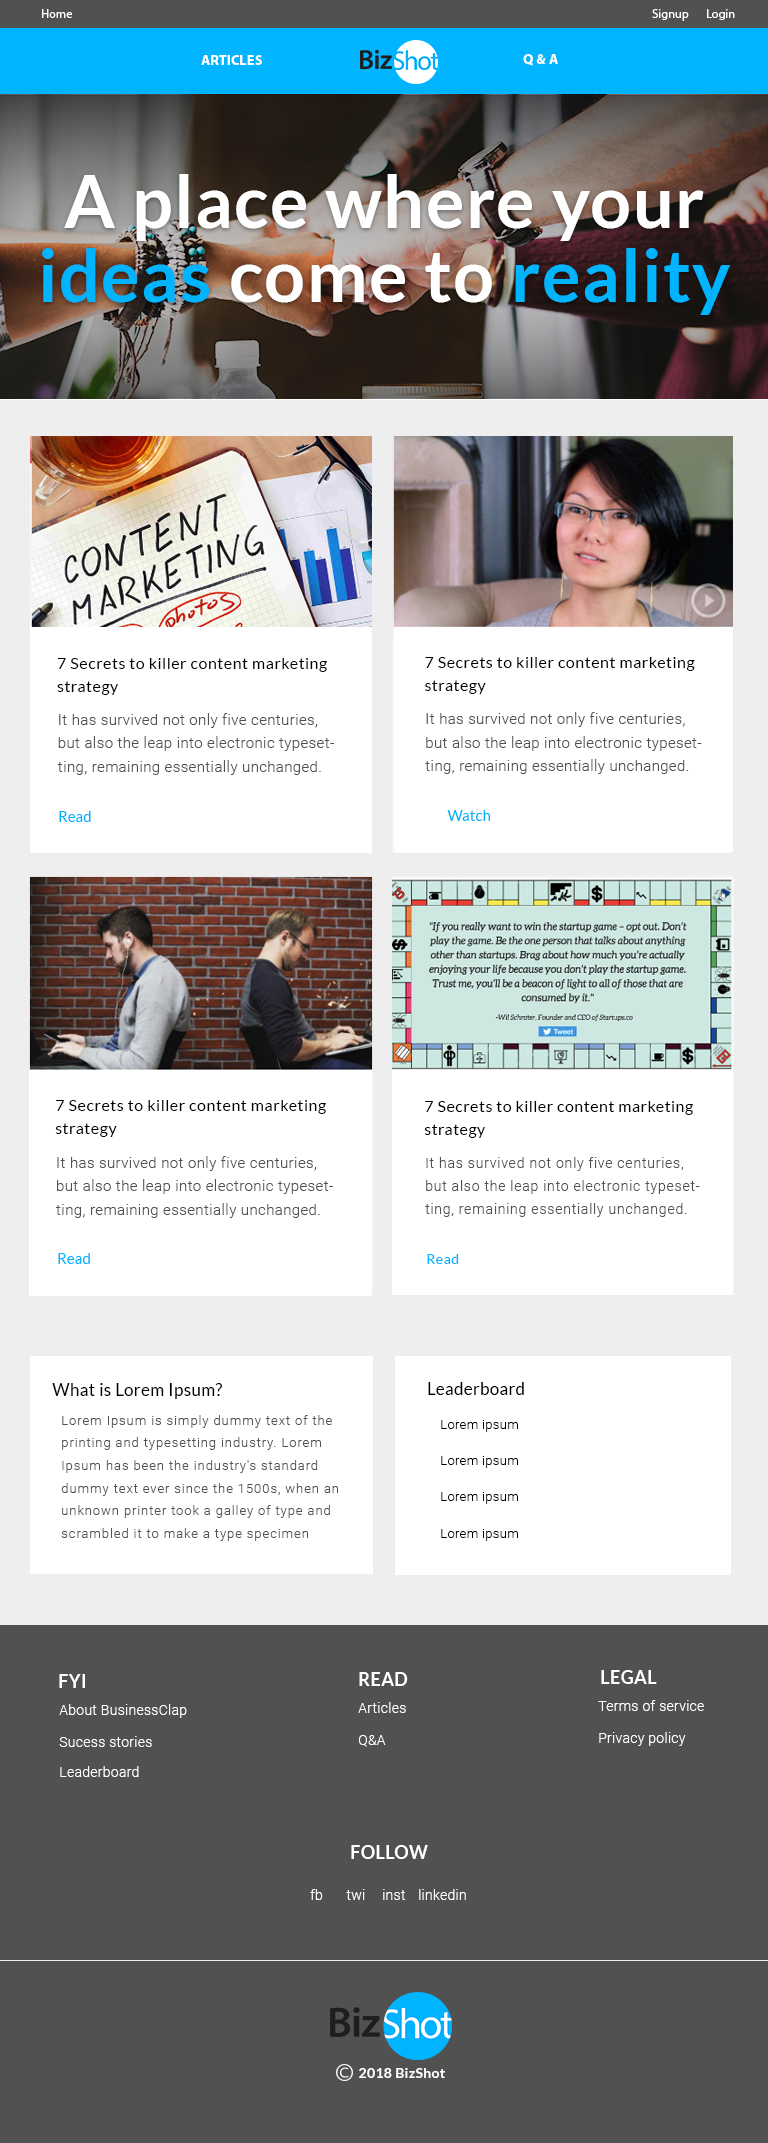 Home
Signup Login
ARTICLES
BizShot
Q & A
A place where your
ideas come to reality
CONTENT
MARKETING
photos
7 Secrets to killer content marketing
strategy
It has survived not only five centuries,
but also the leap into electronic typeset-
ting, remaining essentially unchanged.
Read
7 Secrets to killer content marketing
strategy
It has survived not only five centuries,
but also the leap into electronic typeset-
ting, remaining essentially unchanged.
Watch
7 Secrets to killer content marketing
strategy
It has survived not only five centuries,
but also the leap into electronic typeset-
ting, remaining essentially unchanged.
Read
"If you really want to win the startup game – opt out. Don't
play the game. Be the one person that talks about anything
other than startups. Brag about how much you're actually
enjoying your life because you don't play the startup game.
Trust me, you'll be a beacon of light to all of those that are
consumed by it."
-Wil Schroter, Founder and CEO of Startups.co
Tweet
7 Secrets to killer content marketing
strategy
It has survived not only five centuries,
but also the leap into electronic typeset-
ting, remaining essentially unchanged.
Read
What is Lorem Ipsum?
Lorem Ipsum is simply dummy text of the
printing and typesetting industry. Lorem
Ipsum has been the industry's standard
dummy text ever since the 1500s, when an
unknown printer took a galley of type and
scrambled it to make a type specimen
Leaderboard
Lorem ipsum
Lorem ipsum
Lorem ipsum
Lorem ipsum
FYI
About BusinessClap
Sucess stories
Leaderboard
READ
Articles
Q&A
LEGAL
Terms of service
Privacy policy
FOLLOW
fb twi inst linkedin
BizShot
© 2018 BizShot